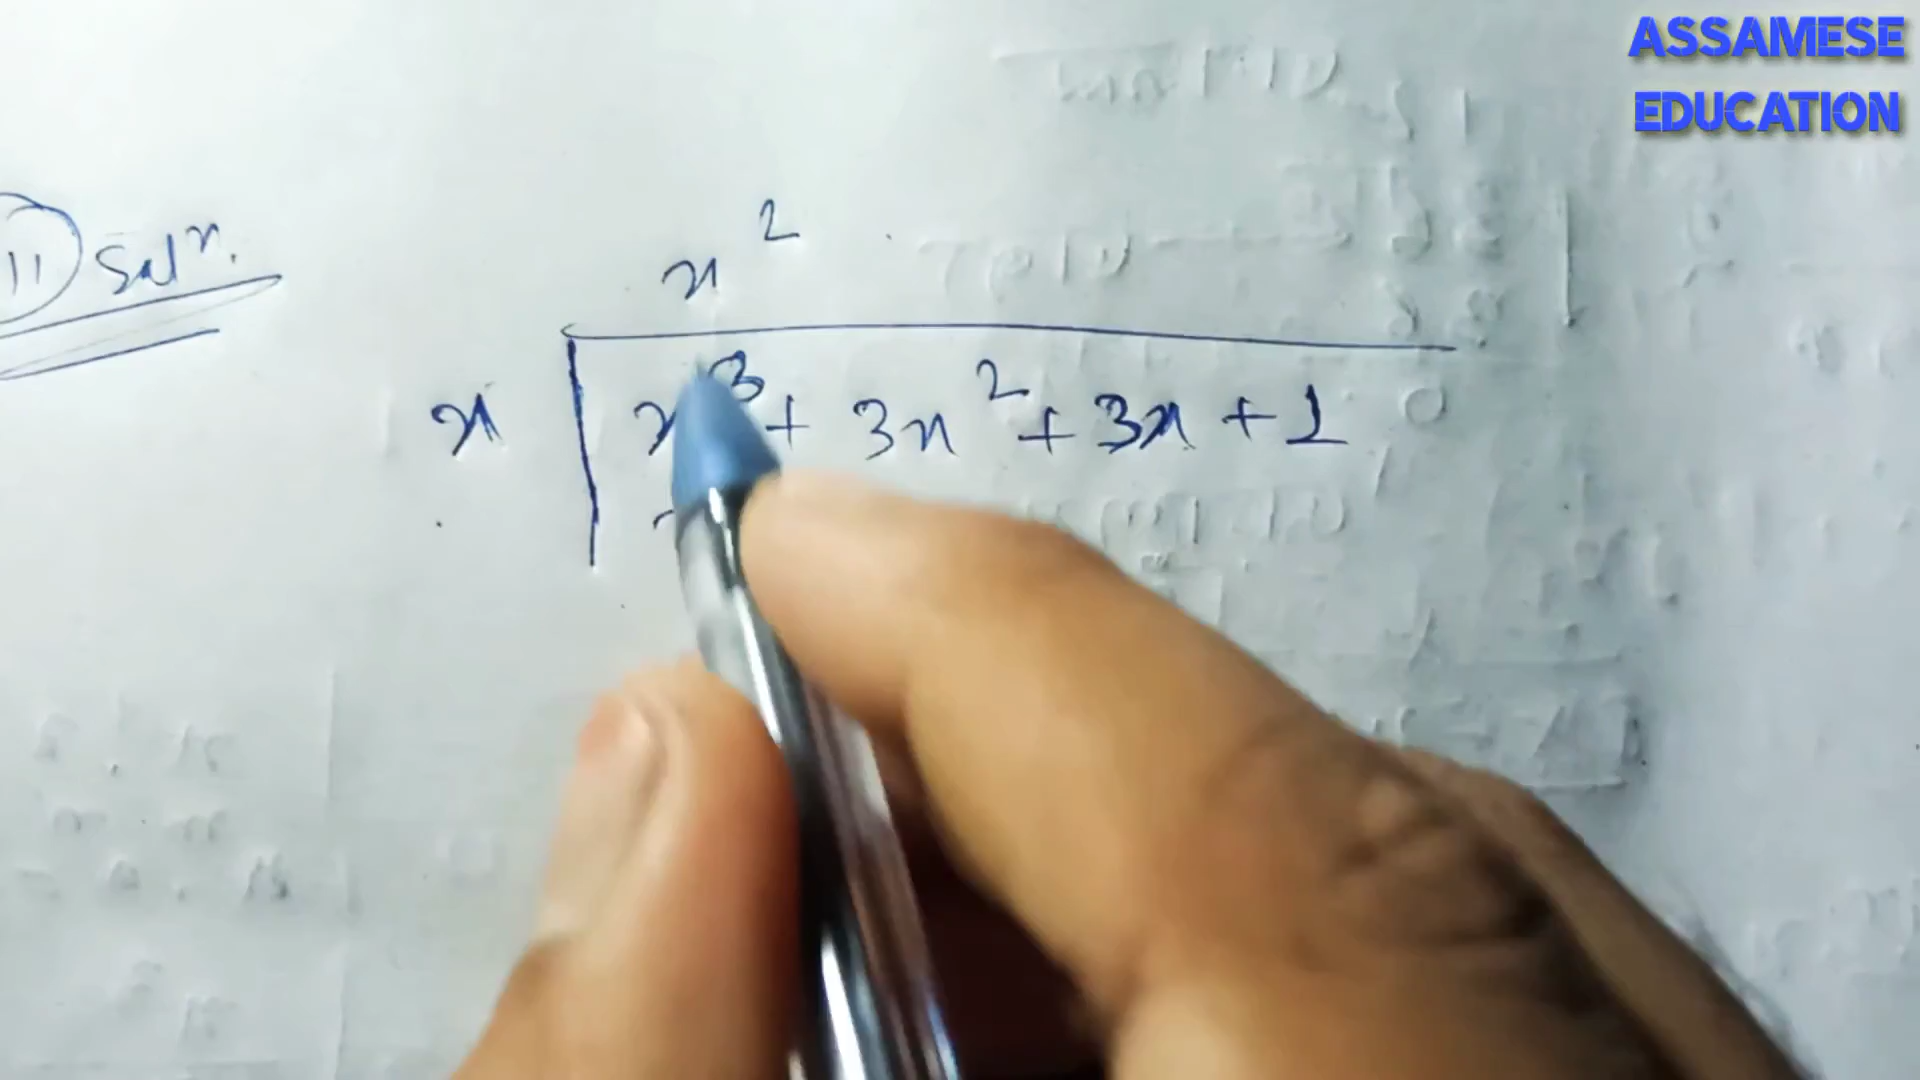 ASSAMESE
EDUCATION
11 Solⁿ.
x²
x x³ + 3x² + 3x + 1